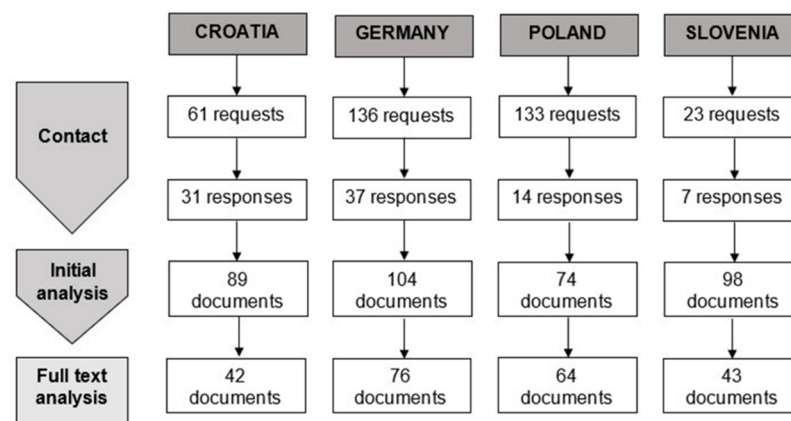 CROATIA
GERMANY
POLAND
SLOVENIA
Contact
61 requests
136 requests
133 requests
23 requests
31 responses
37 responses
14 responses
7 responses
Initial
analysis
89
documents
104
documents
74
documents
98
documents
Full text
analysis
42
documents
76
documents
64
documents
43
documents